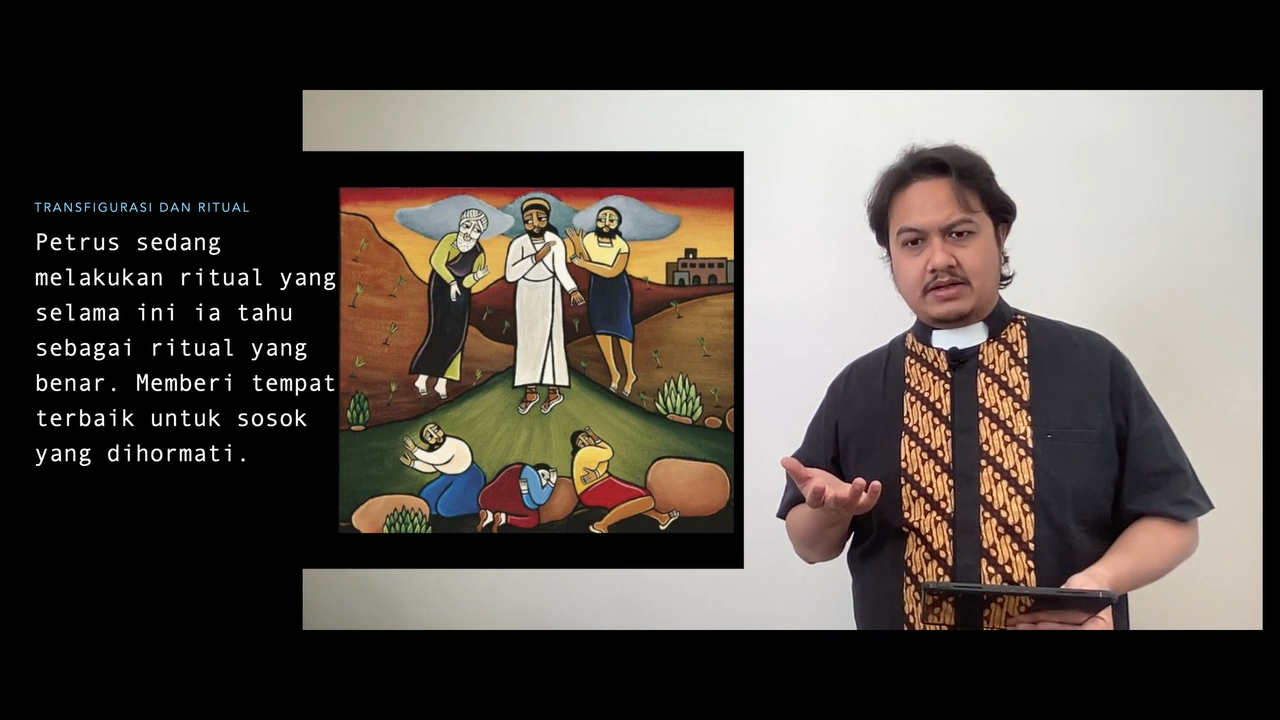 TRANSFIGURASI DAN RITUAL
Petrus sedang
melakukan ritual yang
selama ini ia tahu
sebagai ritual yang
benar. Memberi tempat
terbaik untuk sosok
yang dihormati.